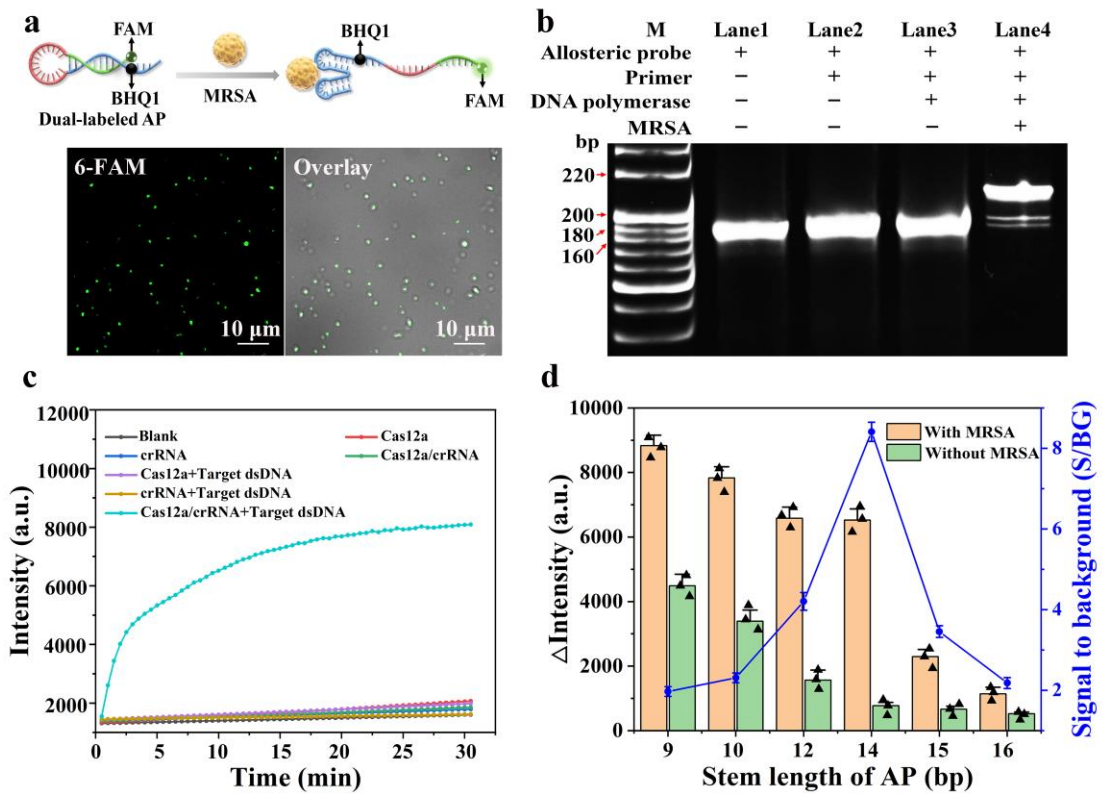 a
FAM
BHQ1
Dual-labeled AP
MRSA
BHQ1
FAM
6-FAM
10 μm
Overlay
10 μm
b
M Lane1 Lane2 Lane3 Lane4
Allosteric probe + + + +
Primer − + + +
DNA polymerase − − + +
MRSA − − − +
bp
220
200
180
160
c
Intensity (a.u.)
12000
10000
8000
6000
4000
2000
0
Blank Cas12a
crRNA Cas12a/crRNA
Cas12a+Target dsDNA
crRNA+Target dsDNA
Cas12a/crRNA+Target dsDNA
0 5 10 15 20 25 30
Time (min)
d
△Intensity (a.u.)
10000
8000
6000
4000
2000
0
With MRSA
Without MRSA
8
6
4
2
Signal to background (S/BG)
9 10 12 14 15 16
Stem length of AP (bp)